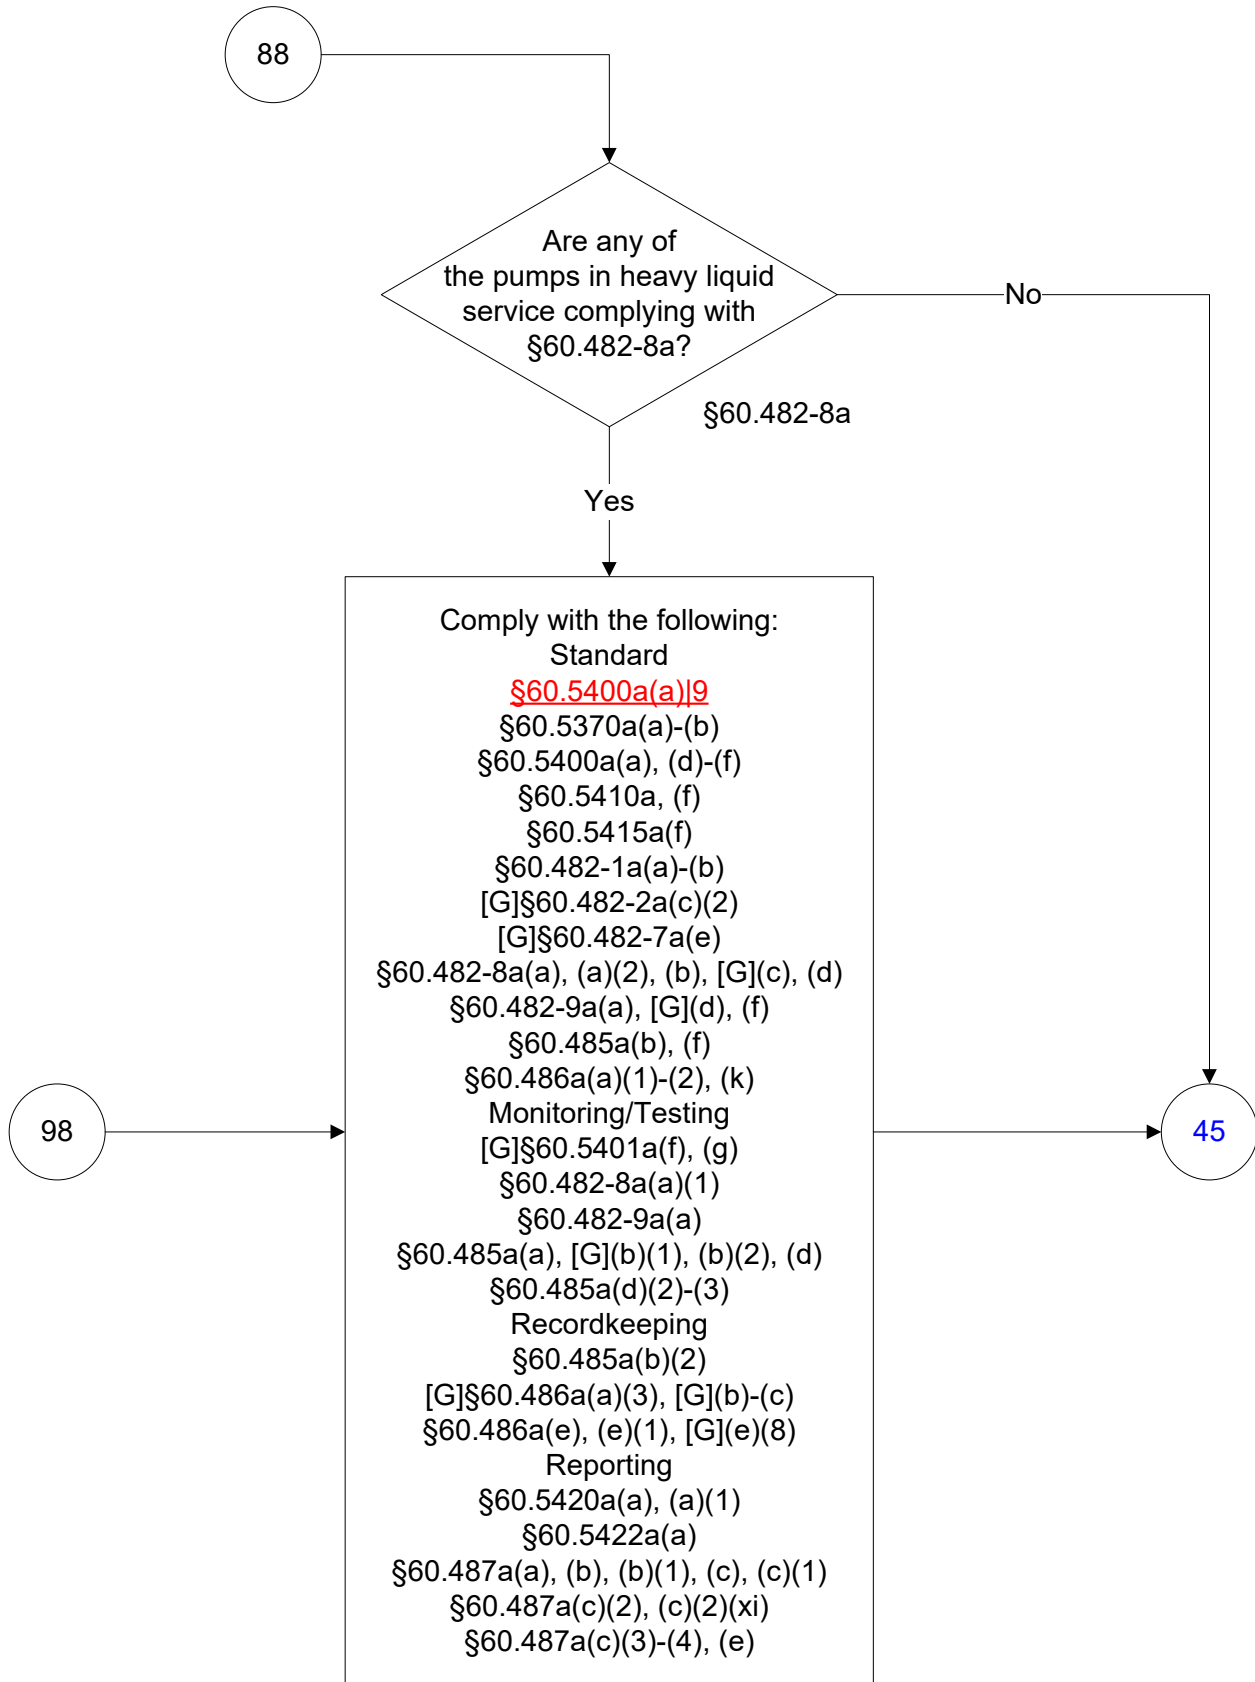 88
Are any of
the pumps in heavy liquid
service complying with
§60.482-8a?
No
§60.482-8a
Yes
Comply with the following:
Standard
§60.5400a(a)|9
§60.5370a(a)-(b)
§60.5400a(a), (d)-(f)
§60.5410a, (f)
§60.5415a(f)
§60.482-1a(a)-(b)
[G]§60.482-2a(c)(2)
[G]§60.482-7a(e)
§60.482-8a(a), (a)(2), (b), [G](c), (d)
§60.482-9a(a), [G](d), (f)
§60.485a(b), (f)
§60.486a(a)(1)-(2), (k)
Monitoring/Testing
[G]§60.5401a(f), (g)
§60.482-8a(a)(1)
§60.482-9a(a)
§60.485a(a), [G](b)(1), (b)(2), (d)
§60.485a(d)(2)-(3)
Recordkeeping
§60.485a(b)(2)
[G]§60.486a(a)(3), [G](b)-(c)
§60.486a(e), (e)(1), [G](e)(8)
Reporting
§60.5420a(a), (a)(1)
§60.5422a(a)
§60.487a(a), (b), (b)(1), (c), (c)(1)
§60.487a(c)(2), (c)(2)(xi)
§60.487a(c)(3)-(4), (e)
98
45